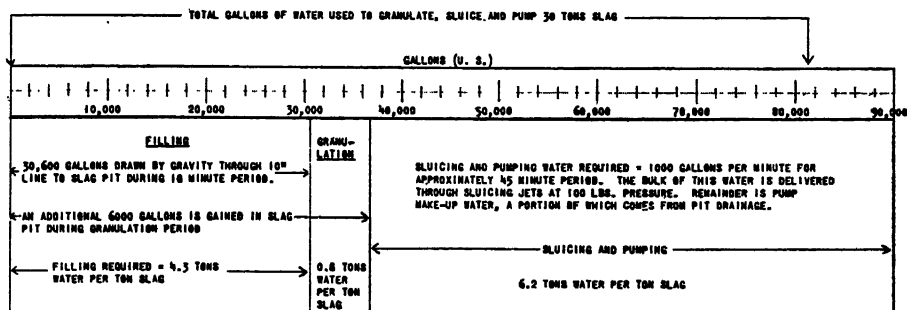 TOTAL GALLONS OF WATER USED TO GRANULATE, SLUICE AND PUMP 30 TONS SLAG
GALLONS (U. S.)
10,000 20,000 30,000 40,000 50,000 60,000 70,000 80,000 90,000
FILLING
30,600 GALLONS DRAWN BY GRAVITY THROUGH 10"
LINE TO SLAG PIT DURING 18 MINUTE PERIOD.
AN ADDITIONAL 6000 GALLONS IS GAINED IN SLAG
PIT DURING GRANULATION PERIOD
FILLING REQUIRED = 4.3 TONS
WATER PER TON SLAG
GRANU-
LATION
0.8 TONS
WATER
PER TON
SLAG
SLUICING AND PUMPING WATER REQUIRED = 1000 GALLONS PER MINUTE FOR
APPROXIMATELY 45 MINUTE PERIOD. THE BULK OF THIS WATER IS DELIVERED
THROUGH SLUICING JETS AT 100 LBS. PRESSURE. REMAINDER IS PUMP
MAKE-UP WATER, A PORTION OF WHICH COMES FROM PIT DRAINAGE.
SLUICING AND PUMPING
6.2 TONS WATER PER TON SLAG